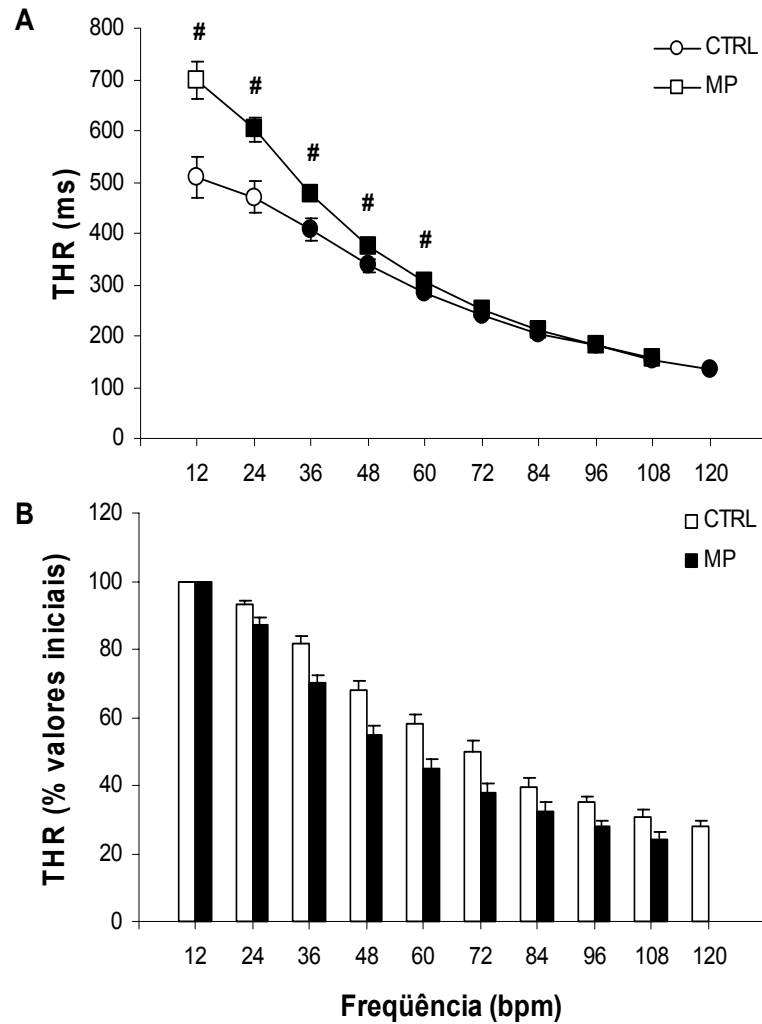 A
# # # # #
CTRL
MP
THR (ms)
800
700
600
500
400
300
200
100
0
12 24 36 48 60 72 84 96 108 120
B
CTRL
MP
THR (% valores iniciais)
120
100
80
60
40
20
0
12 24 36 48 60 72 84 96 108 120
Freqüência (bpm)